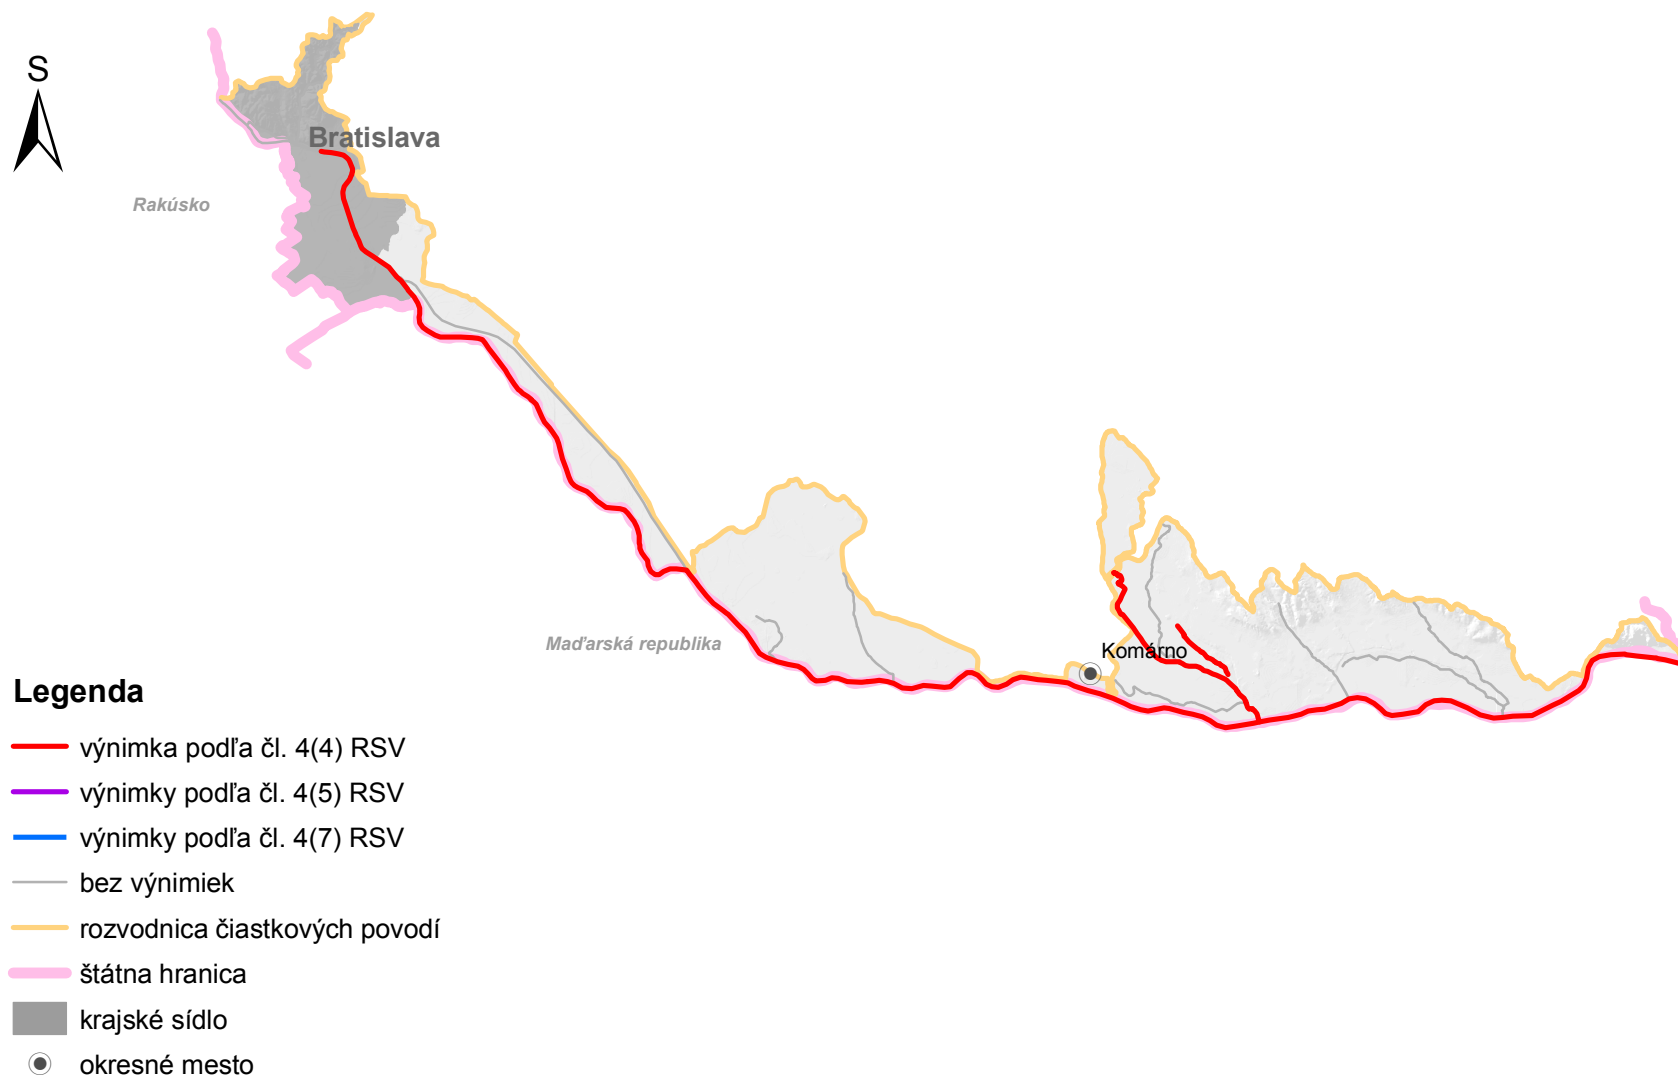 S
Bratislava
Rakúsko
Komárno
Maďarská republika
Legenda
výnimka podľa čl. 4(4) RSV
výnimky podľa čl. 4(5) RSV
výnimky podľa čl. 4(7) RSV
bez výnimiek
rozvodnica čiastkových povodí
štátna hranica
krajské sídlo
okresné mesto